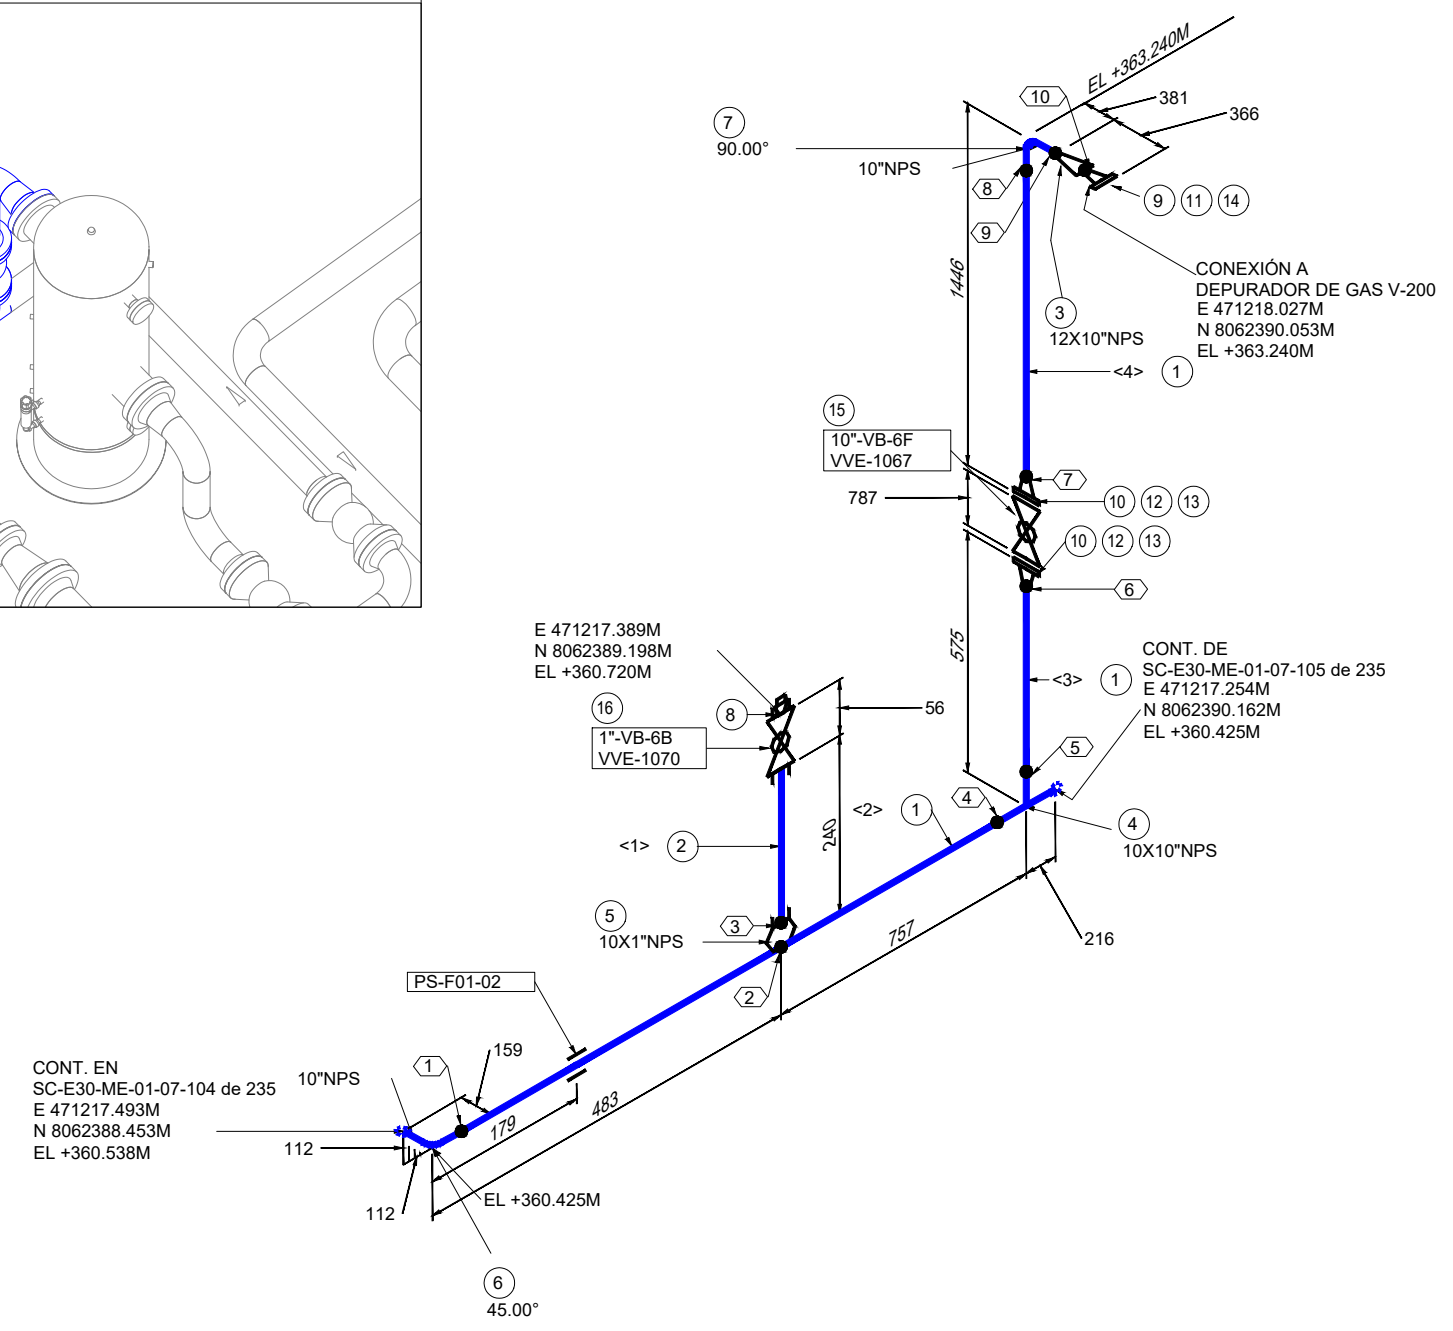 EL +363.240M
10
381
366
7
90.00°
10"NPS
8
9
9 11 14
CONEXIÓN A
DEPURADOR DE GAS V-200
E 471218.027M
N 8062390.053M
EL +363.240M
1446
3
12X10"NPS
<4> 1
15
10"-VB-6F
VVE-1067
7
787
10 12 13
10 12 13
6
575
E 471217.389M
N 8062389.198M
EL +360.720M
CONT. DE
SC-E30-ME-01-07-105 de 235
E 471217.254M
N 8062390.162M
EL +360.425M
<3> 1
16
8
56
1"-VB-6B
VVE-1070
5
4
<2> 1
240
4
10X10"NPS
<1> 2
5
10X1"NPS
3
757
216
2
PS-F01-02
159
1
CONT. EN
SC-E30-ME-01-07-104 de 235
E 471217.493M
N 8062388.453M
EL +360.538M
10"NPS
483
179
112
112
EL +360.425M
6
45.00°